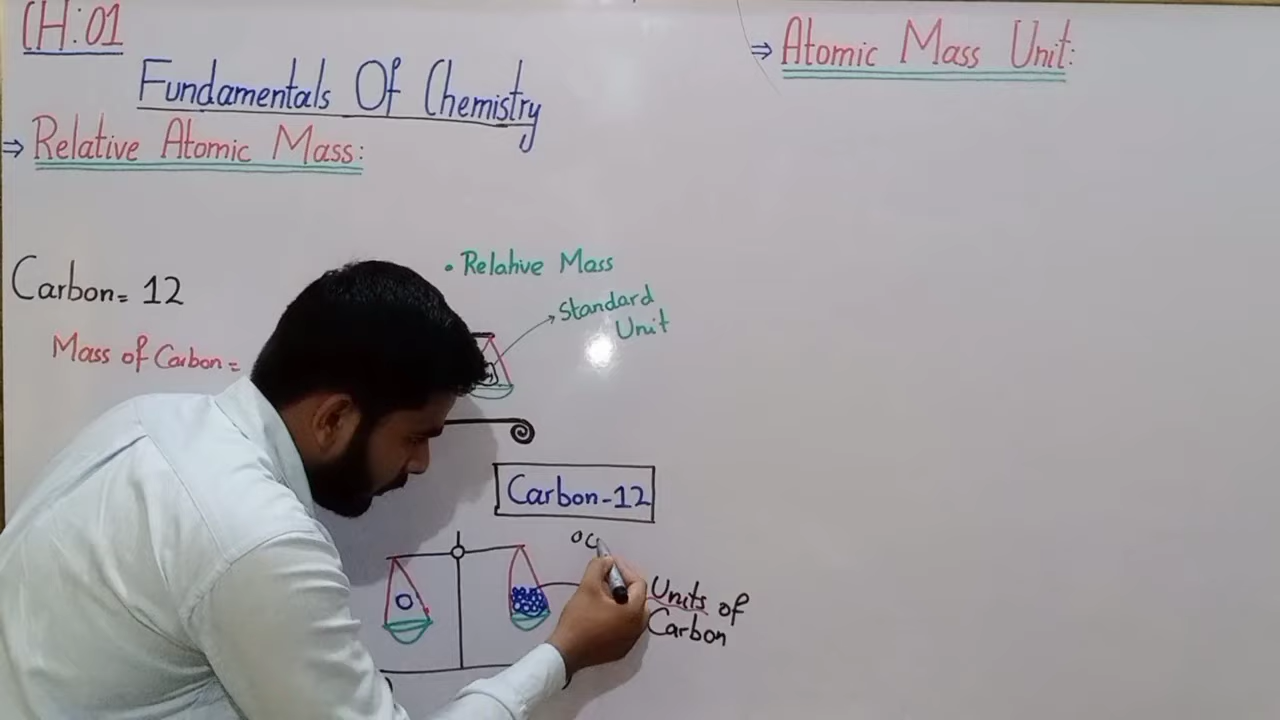 CH:01
Fundamentals Of Chemistry
⇒ Relative Atomic Mass:
Carbon= 12
Mass of Carbon=
• Relative Mass
Standard
Unit
Carbon-12
Units of
Carbon
⇒ Atomic Mass Unit: